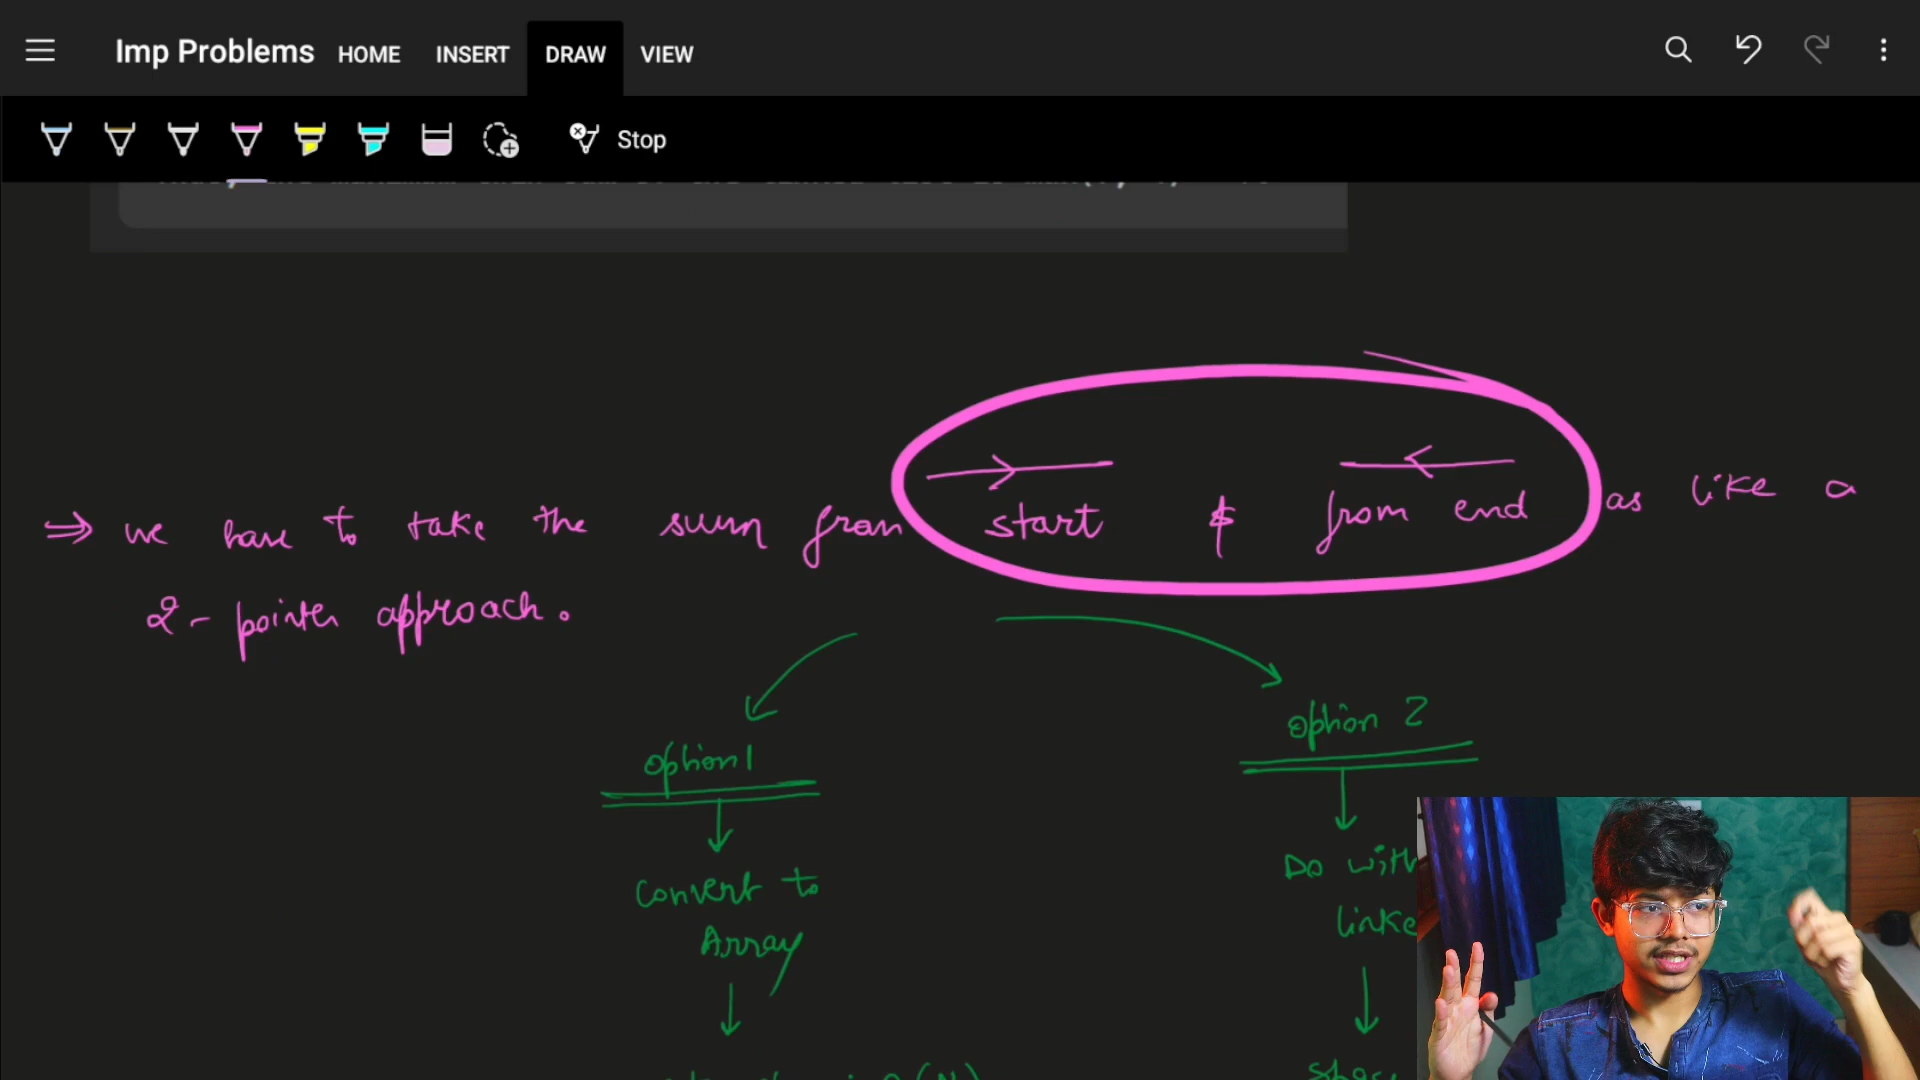 Imp Problems HOME INSERT DRAW VIEW
Stop
⇒ we have to take the sum from start & from end as like a
2 - pointer approach.
option 1
option 2
Convert to
Array
Do with
linke
(N)